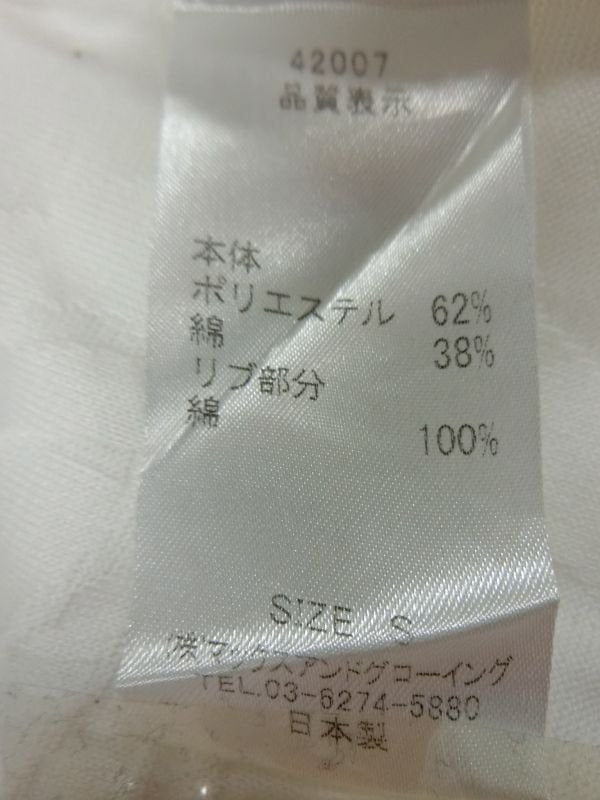 42007
品質表示
本体
ポリエステル 62%
綿 38%
リブ部分
綿 100%
SIZE S
(株)マックスアンドグローイング
TEL.03-6274-5880
日本製